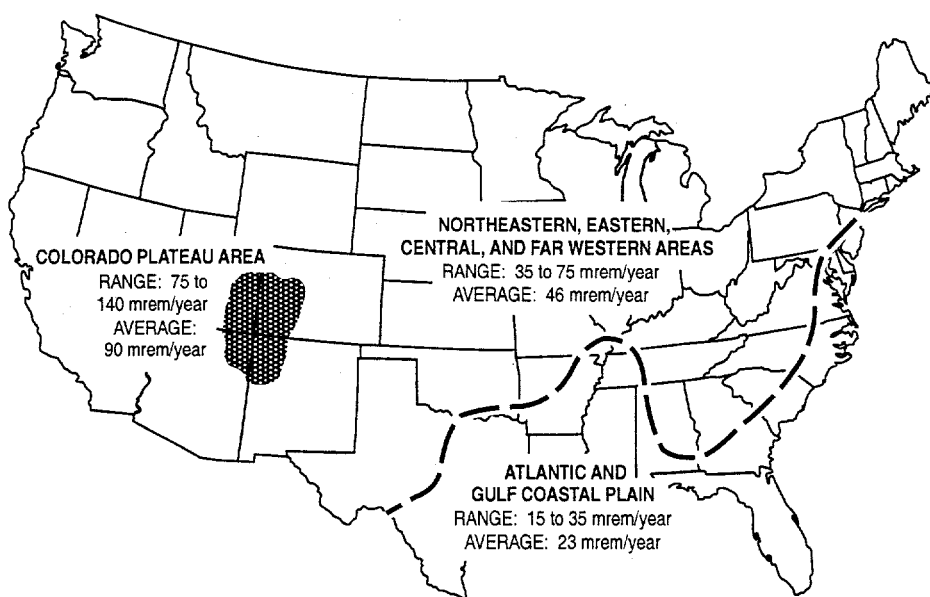 NORTHEASTERN, EASTERN,
CENTRAL, AND FAR WESTERN AREAS
RANGE: 35 to 75 mrem/year
AVERAGE: 46 mrem/year
COLORADO PLATEAU AREA
RANGE: 75 to
140 mrem/year
AVERAGE:
90 mrem/year
ATLANTIC AND
GULF COASTAL PLAIN
RANGE: 15 to 35 mrem/year
AVERAGE: 23 mrem/year